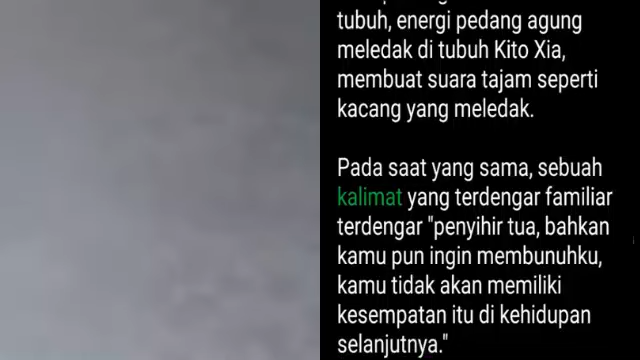 tubuh, energi pedang agung
meledak di tubuh Kito Xia,
membuat suara tajam seperti
kacang yang meledak.
Pada saat yang sama, sebuah
kalimat yang terdengar familiar
terdengar "penyihir tua, bahkan
kamu pun ingin membunuhku,
kamu tidak akan memiliki
kesempatan itu di kehidupan
selanjutnya."